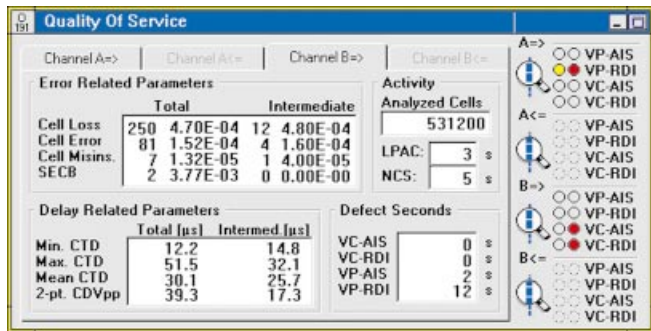 191 Quality Of Service
Channel A=> Channel A<= Channel B=> Channel B<=
Error Related Parameters
Total Intermediate
Cell Loss 250 4.70E-04 12 4.80E-04
Cell Error 81 1.52E-04 4 1.60E-04
Cell Misins. 7 1.32E-05 1 4.00E-05
SECB 2 3.77E-03 0 0.00E-00
Activity
Analyzed Cells
531200
LPAC: 3 s
NCS: 5 s
Delay Related Parameters
Total [µs] Intermed.[µs]
Min. CTD 12.2 14.8
Max. CTD 51.5 32.1
Mean CTD 30.1 25.7
2-pt. CDVpp 39.3 17.3
Defect Seconds
VC-AIS 0 s
VC-RDI 0 s
VP-AIS 2 s
VP-RDI 12 s
A=>
VP-AIS
VP-RDI
VC-AIS
VC-RDI
A<=
VP-AIS
VP-RDI
VC-AIS
VC-RDI
B=>
VP-AIS
VP-RDI
VC-AIS
VC-RDI
B<=
VP-AIS
VP-RDI
VC-AIS
VC-RDI